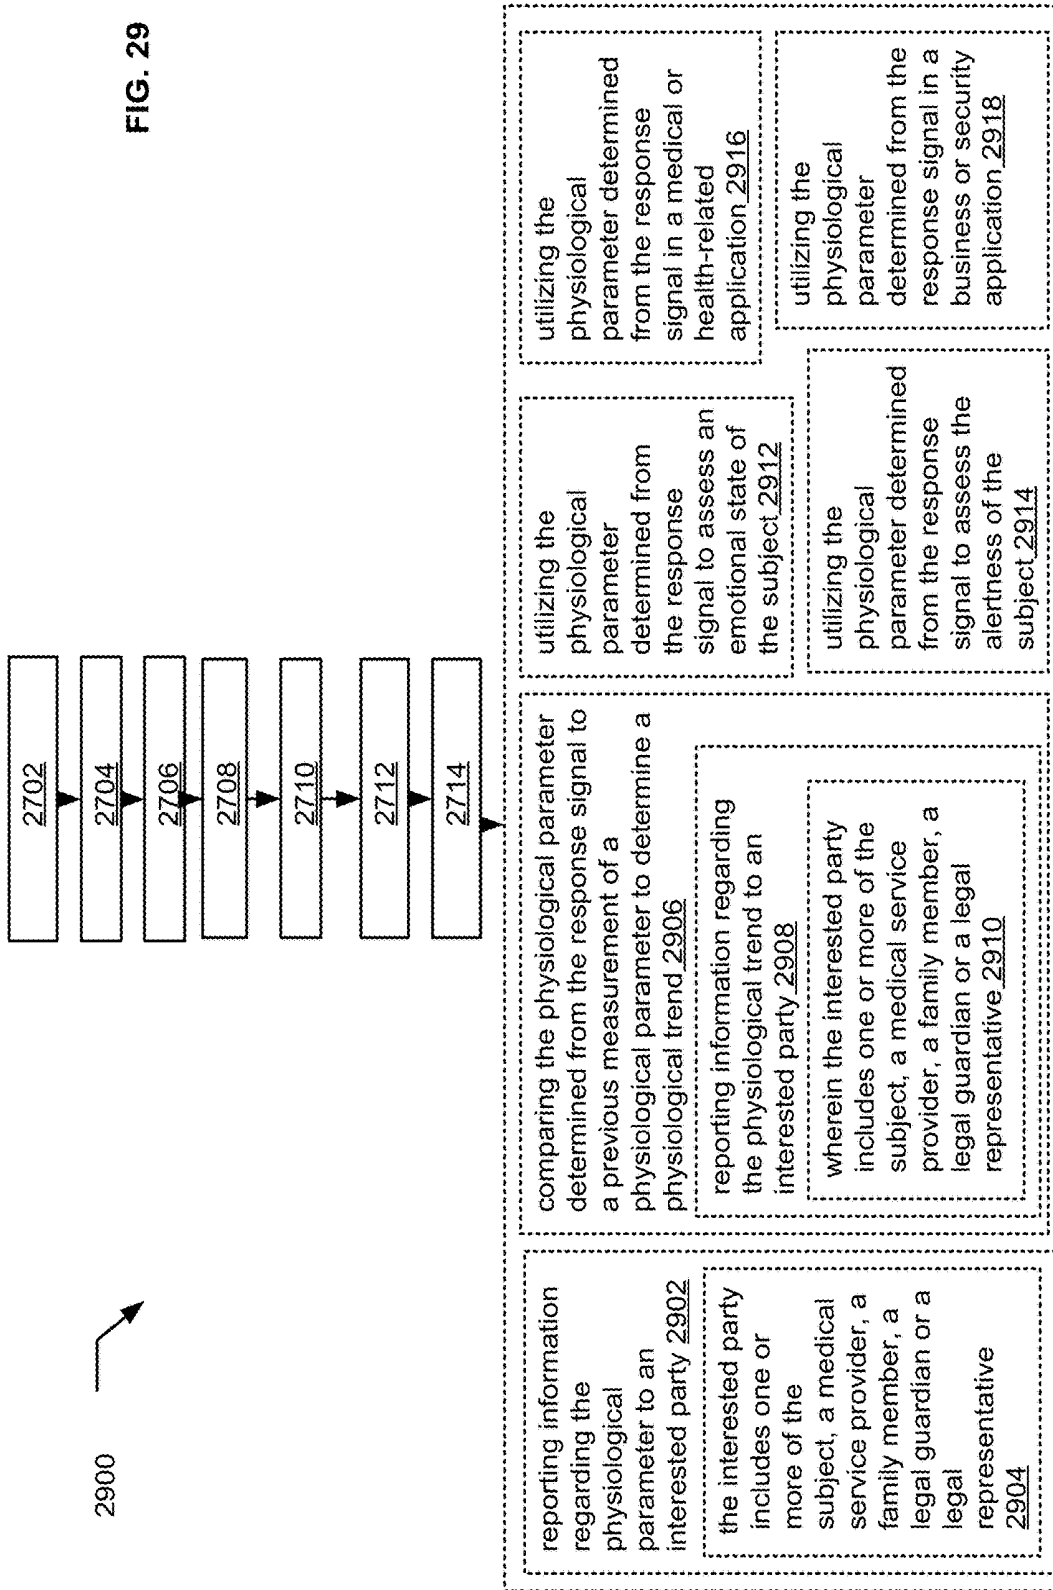 FIG. 29
2900
2702
2704
2706
2708
2710
2712
2714
reporting information
regarding the
physiological
parameter to an
interested party 2902
the interested party
includes one or
more of the
subject, a medical
service provider, a
family member, a
legal guardian or a
legal
representative
2904
comparing the physiological parameter
determined from the response signal to
a previous measurement of a
physiological parameter to determine a
physiological trend 2906
reporting information regarding
the physiological trend to an
interested party 2908
wherein the interested party
includes one or more of the
subject, a medical service
provider, a family member, a
legal guardian or a legal
representative 2910
utilizing the
physiological
parameter
determined from
the response
signal to assess an
emotional state of
the subject 2912
utilizing the
physiological
parameter determined
from the response
signal to assess the
alertness of the
subject 2914
utilizing the
physiological
parameter determined
from the response
signal in a medical or
health-related
application 2916
utilizing the
physiological
parameter
determined from the
response signal in a
business or security
application 2918